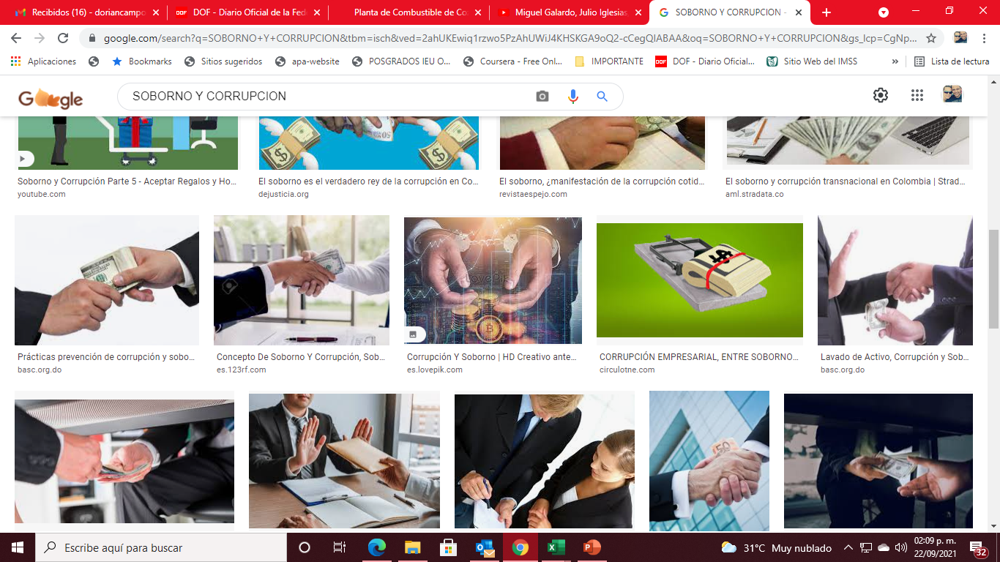 Recibidos (16) - doriancampo
DOF - Diario Oficial de la Fed
Planta de Combustible de Co
Miguel Galardo, Julio Iglesias
SOBORNO Y CORRUPCION -
google.com/search?q=SOBORNO+Y+CORRUPCION&tbm=isch&ved=2ahUKEwiq1rzwo5PzAhUWiJ4KHSKGA9oQ2-cCegQIABAA&oq=SOBORNO+Y+CORRUPCION&gs_lcp=CgNp...
Aplicaciones
Bookmarks
Sitios sugeridos
apa-website
POSGRADOS IEU O...
Coursera - Free Onl...
IMPORTANTE
DOF - Diario Oficial...
Sitio Web del IMSS
»
Lista de lectura
Google
SOBORNO Y CORRUPCION
Soborno y Corrupción Parte 5 - Aceptar Regalos y Ho...
youtube.com
El soborno es el verdadero rey de la corrupción en Co...
dejusticia.org
El soborno, ¿manifestación de la corrupción cotid...
revistaespejo.com
El soborno y corrupción transnacional en Colombia | Strad...
aml.stradata.co
Prácticas prevención de corrupción y sobo...
basc.org.do
Concepto De Soborno Y Corrupción, Sob...
es.123rf.com
Corrupción Y Soborno | HD Creativo ante...
es.lovepik.com
CORRUPCIÓN EMPRESARIAL, ENTRE SOBORNO...
circulotne.com
Lavado de Activo, Corrupción y Sob...
basc.org.do
Escribe aquí para buscar
31°C Muy nublado
02:09 p. m.
22/09/2021
32